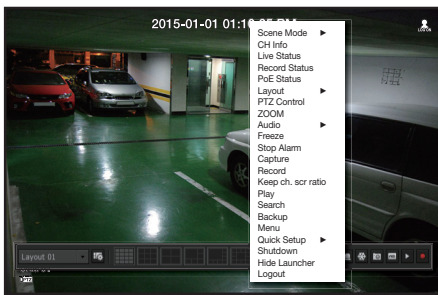 2015-01-01 01:1
LOG ON
Scene Mode
CH Info
Live Status
Record Status
PoE Status
Layout
PTZ Control
ZOOM
Audio
Freeze
Stop Alarm
Capture
Record
Keep ch. scr ratio
Play
Search
Backup
Menu
Quick Setup
Shutdown
Hide Launcher
Logout
Layout 01
PTZ